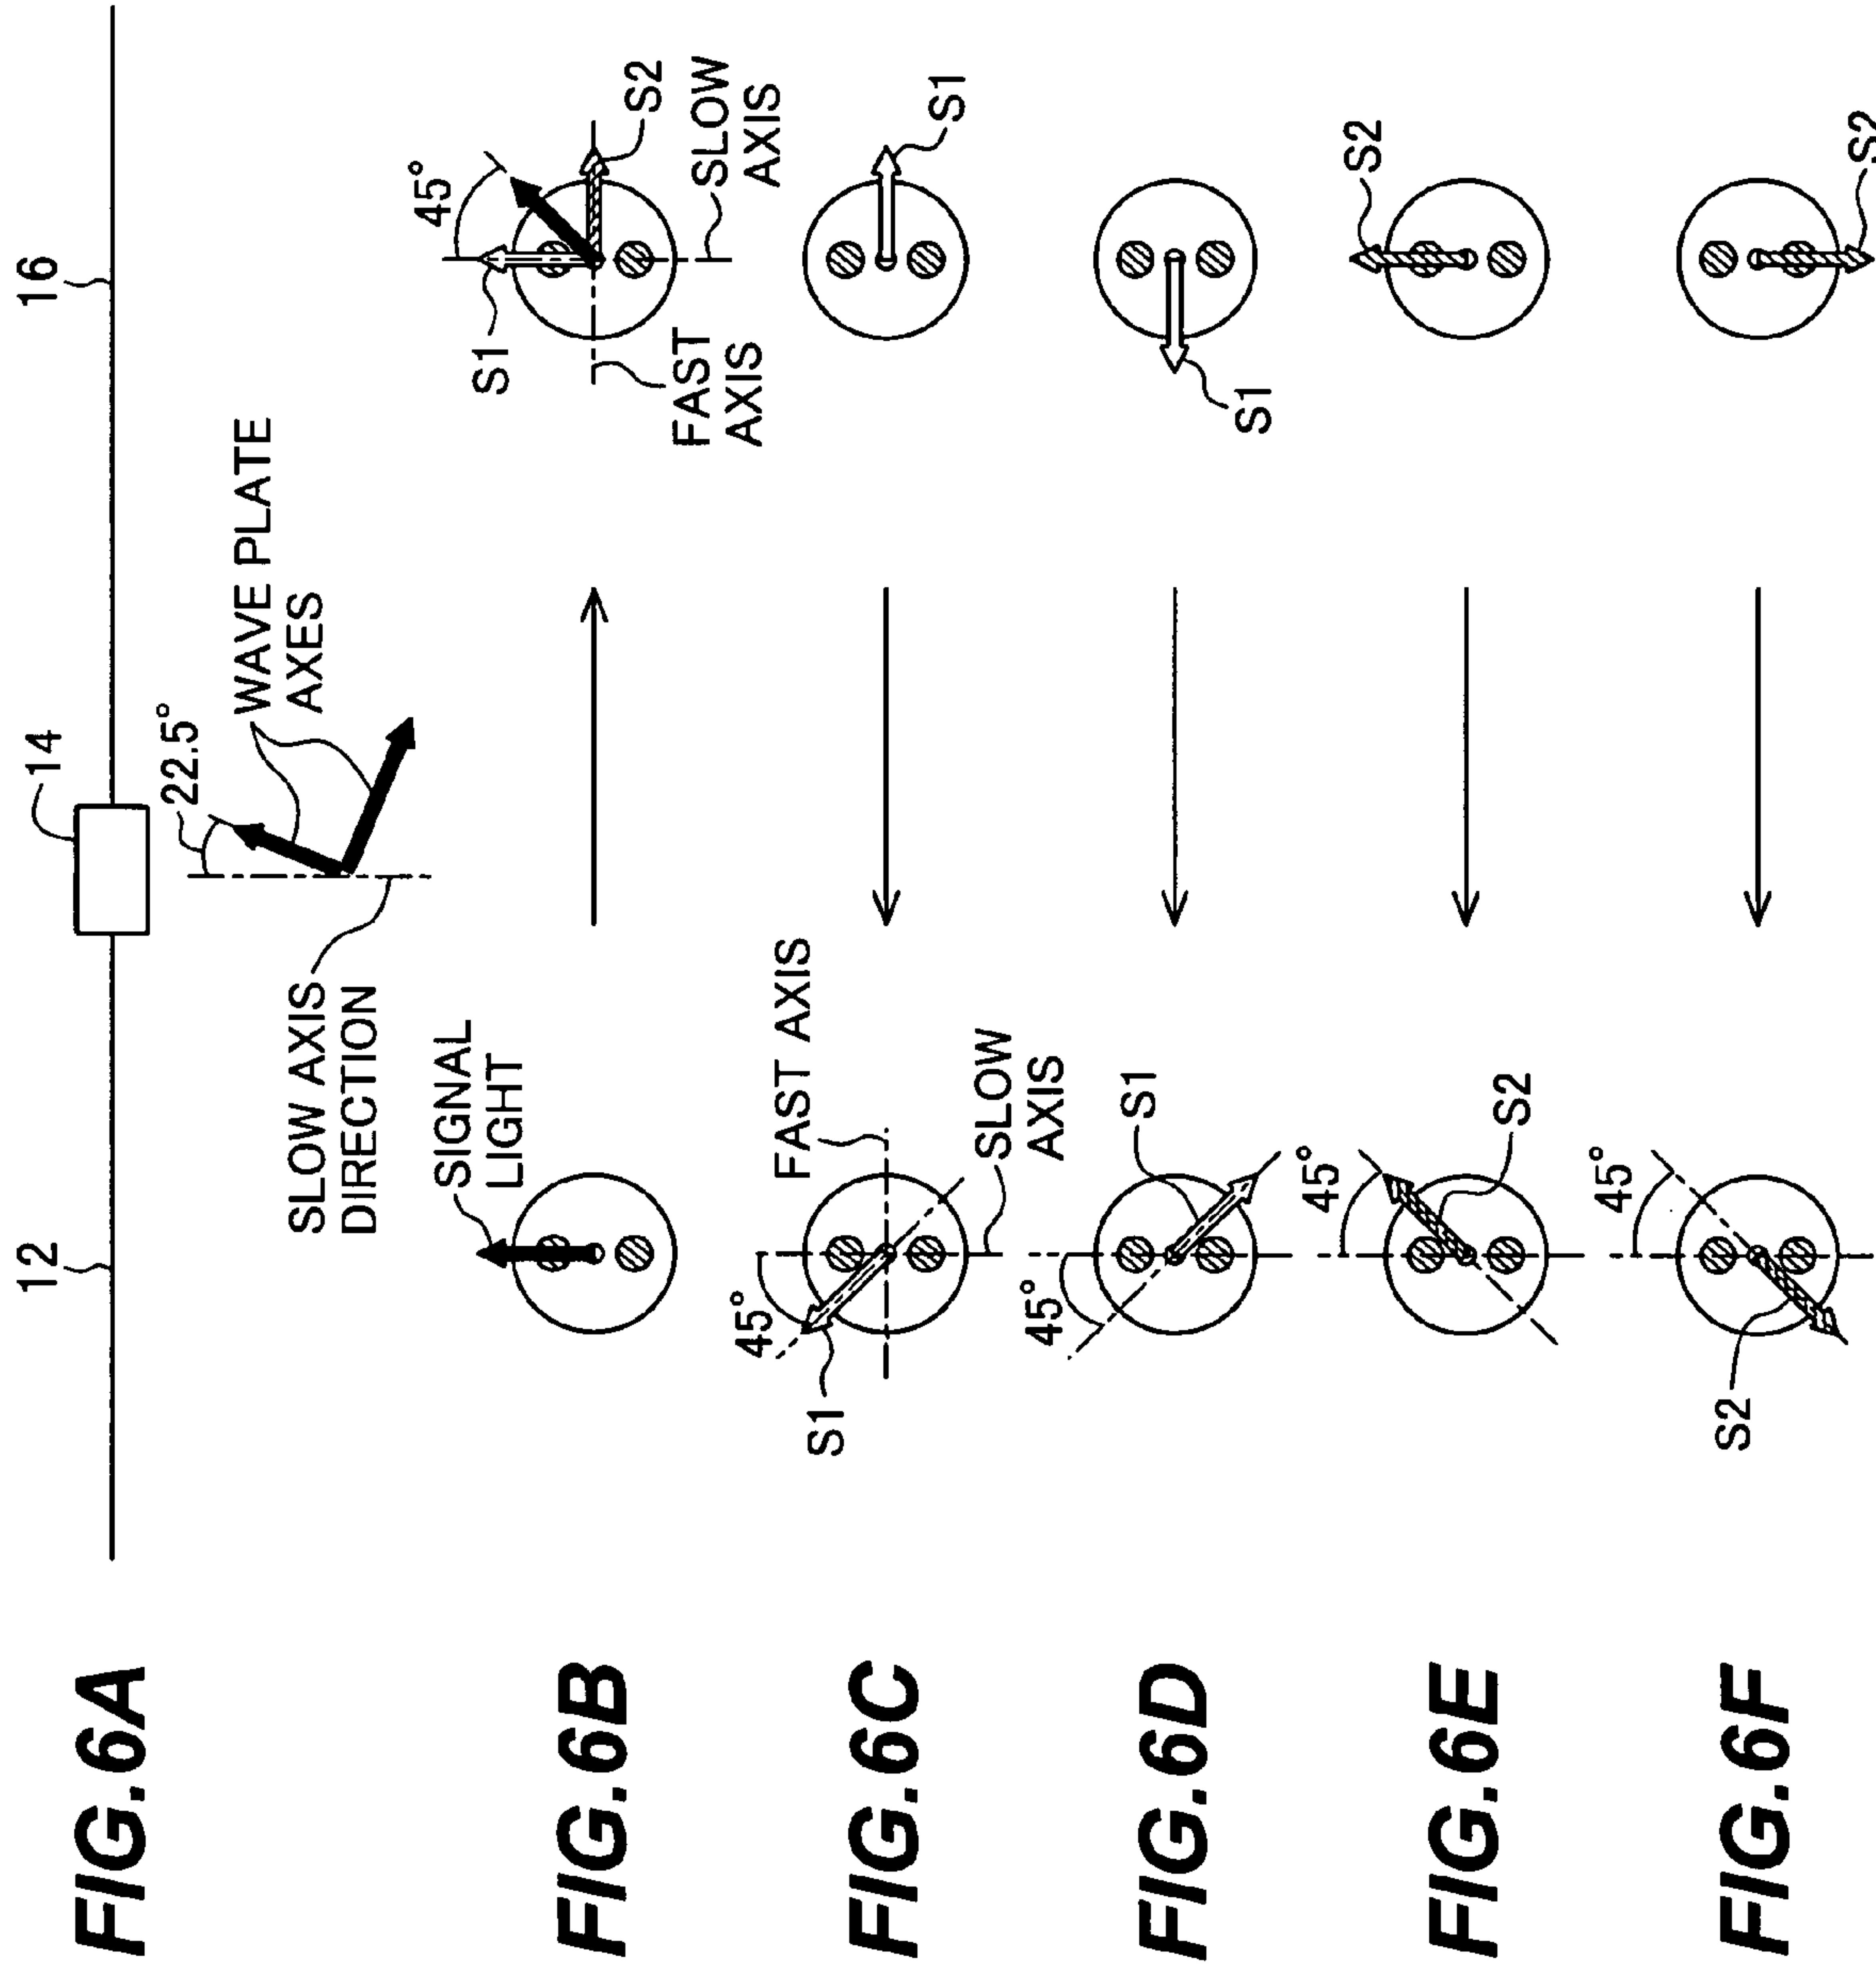 FIG.6A
12
14
16
22.5°
WAVE PLATE
AXES
SLOW AXIS
DIRECTION
FIG.6B
SIGNAL
LIGHT
45°
S1
S2
FAST
AXIS
SLOW
AXIS
FIG.6C
45°
S1
FAST AXIS
SLOW
AXIS
S1
FIG.6D
45°
S1
S1
FIG.6E
45°
S2
S2
FIG.6F
45°
S2
S2